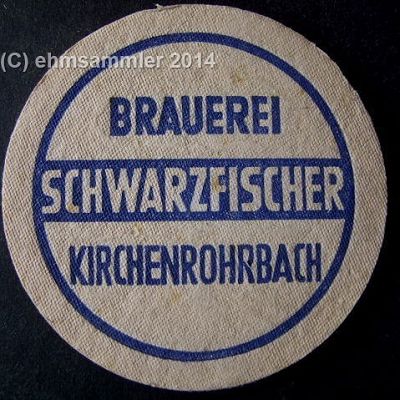 (C) ehmsammler 2014
BRAUEREI
SCHWARZFISCHER
KIRCHENROHRBACH